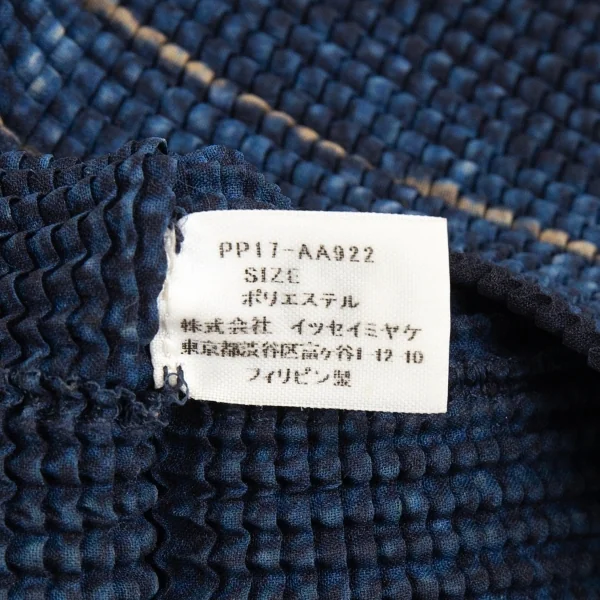 PP17-AA922
SIZE
ポリエステル
株式会社 イッセイミヤケ
東京都渋谷区富ヶ谷1-12-10
フィリピン製